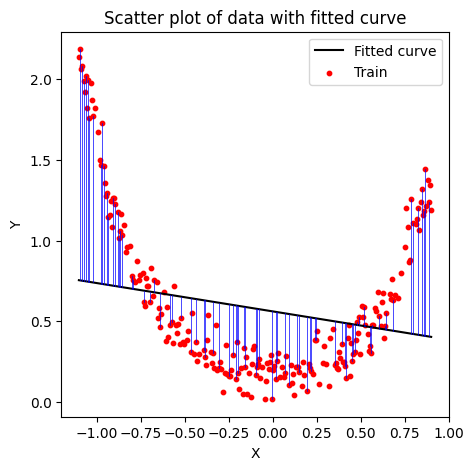 Scatter plot of data with fitted curve
Fitted curve
Train
Y
2.0
1.5
1.0
0.5
0.0
−1.00 −0.75 −0.50 −0.25 0.00 0.25 0.50 0.75 1.00
X